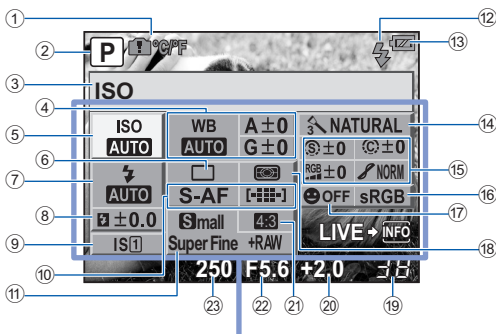 ① ② ③ ④ ⑤ ⑥ ⑦ ⑧ ⑨ ⑩ ⑪ ⑫ ⑬ ⑭ ⑮ ⑯ ⑰ ⑱ ⑲ ⑳ ㉑ ㉒ ㉓
P °C/°F
ISO
ISO WB A±0 NATURAL
AUTO AUTO G±0 S±0 C±0
RGB±0 NORM
AUTO S-AF OFF sRGB
±0.0 Small 4:3 LIVE INFO
IS1 Super Fine +RAW
250 F5.6 +2.0 38